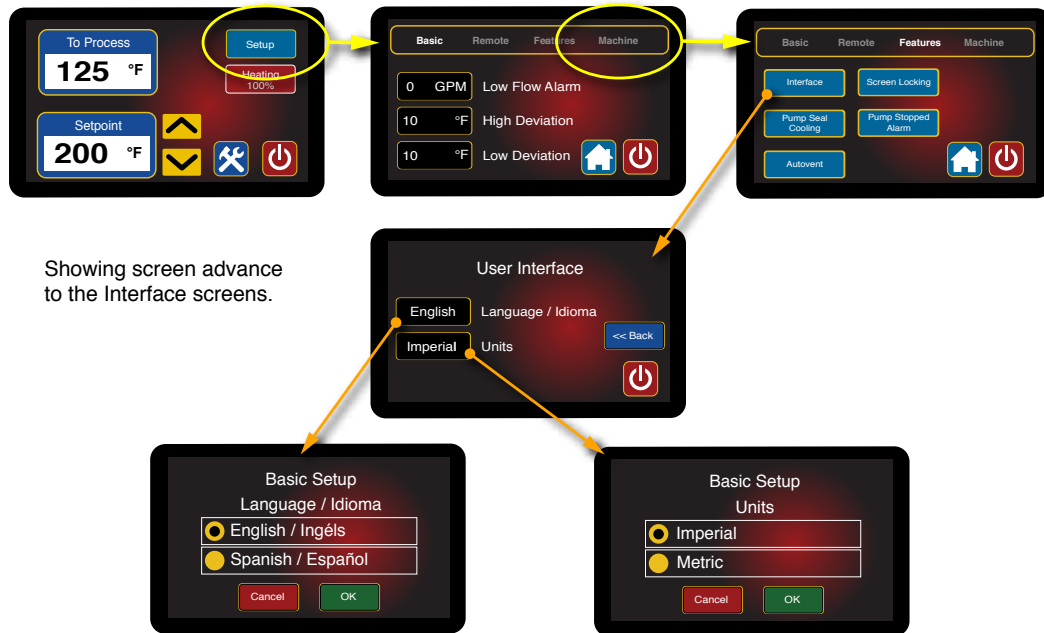 To Process
125 °F
Setup
Heating
100%
Setpoint
200 °F
Basic Remote Features Machine
0 GPM Low Flow Alarm
10 °F High Deviation
10 °F Low Deviation
Basic Remote Features Machine
Interface Screen Locking
Pump Seal
Cooling
Pump Stopped
Alarm
Autovent
Showing screen advance
to the Interface screens.
User Interface
English Language / Idioma
<< Back
Imperial Units
Basic Setup
Language / Idioma
English / Ingéls
Spanish / Español
Cancel OK
Basic Setup
Units
Imperial
Metric
Cancel OK